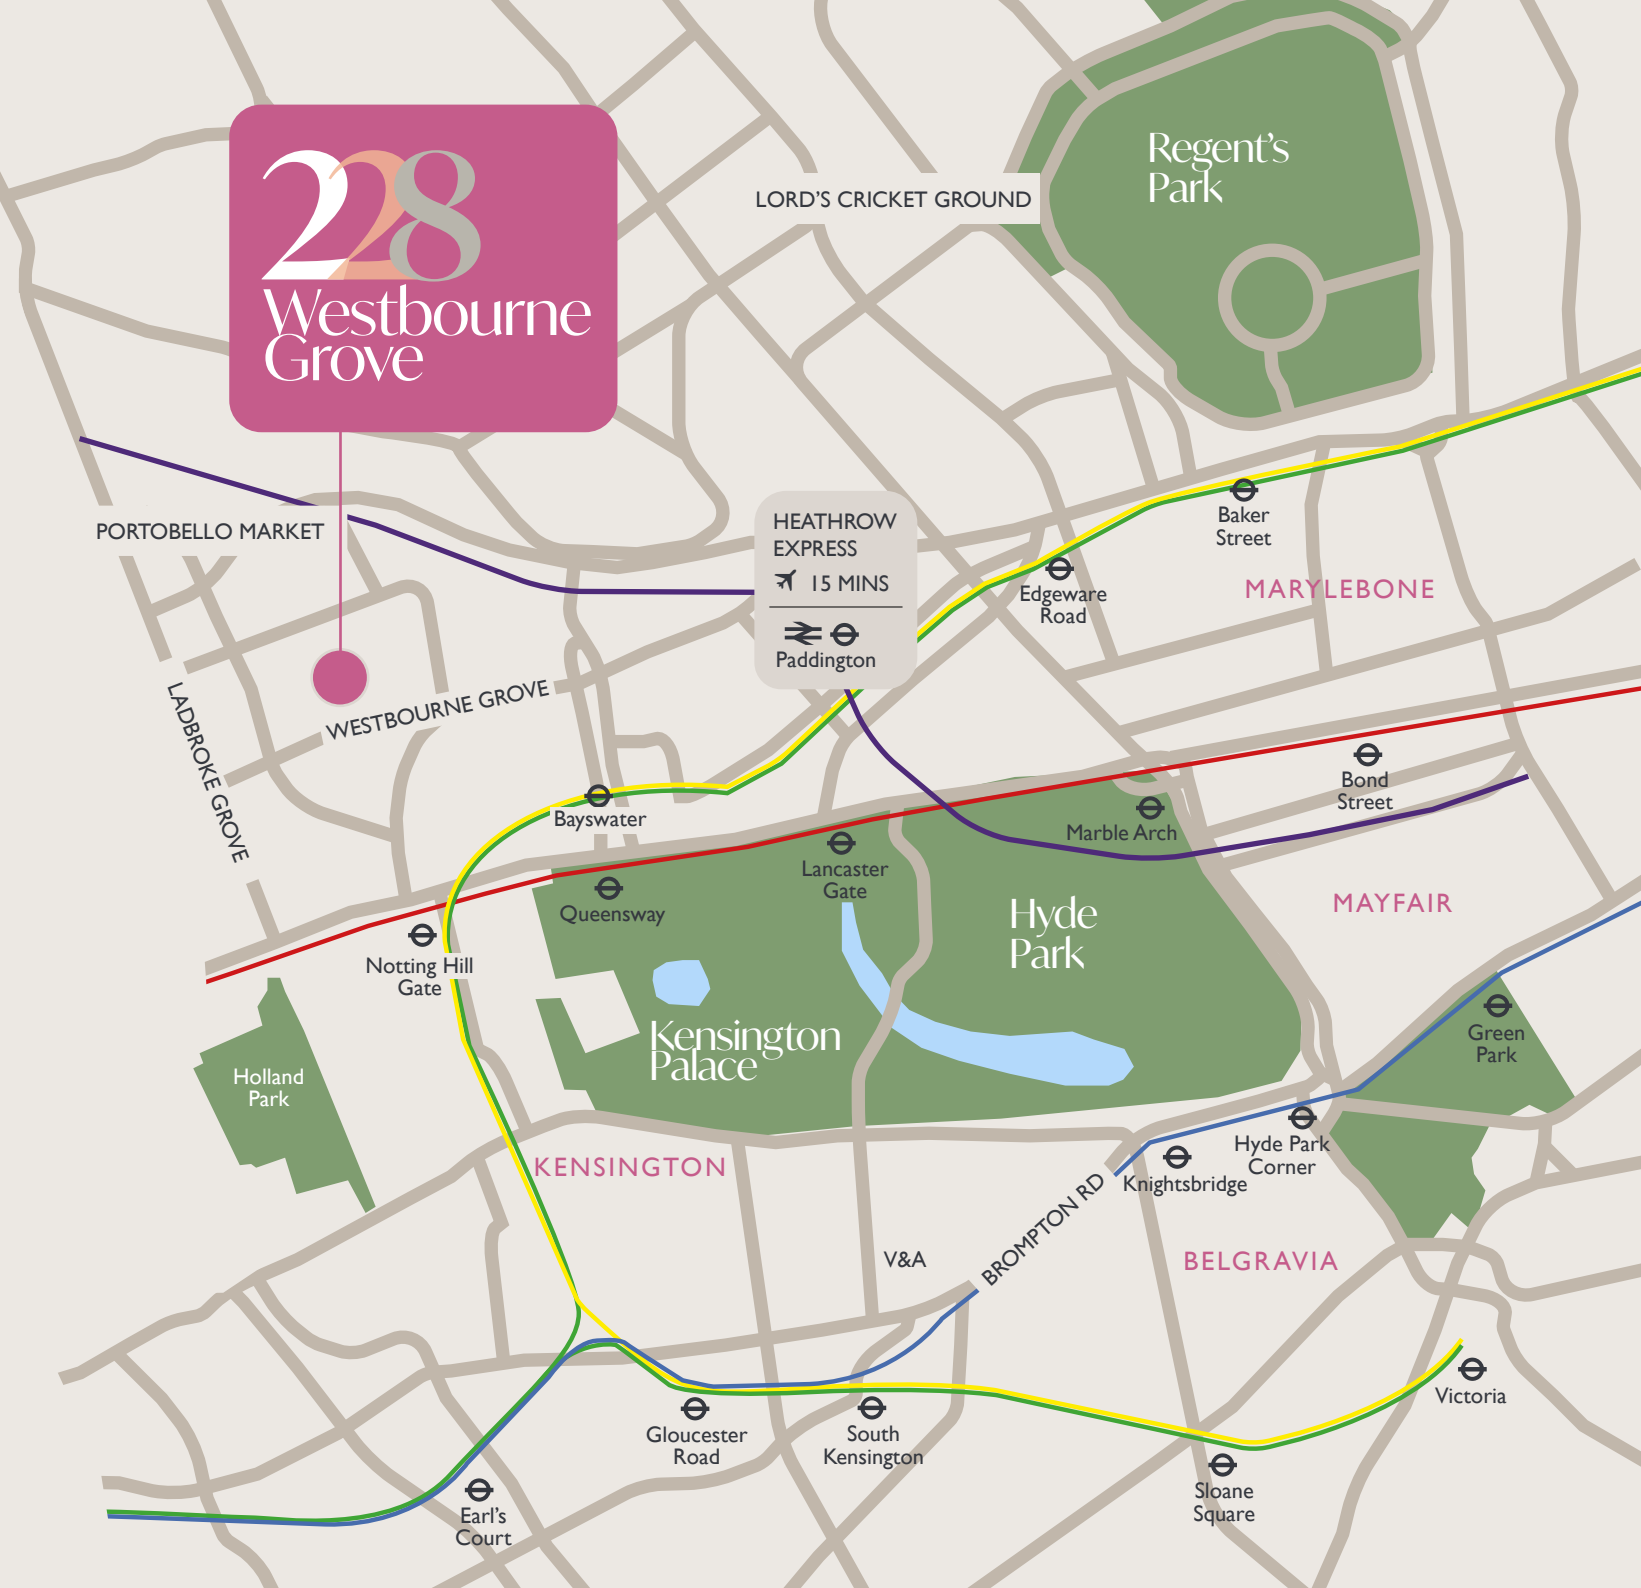 228
Westbourne
Grove
Regent's
Park
LORD'S CRICKET GROUND
PORTOBELLO MARKET
HEATHROW
EXPRESS
15 MINS
Paddington
Baker
Street
Edgeware
Road
MARYLEBONE
WESTBOURNE GROVE
LADBROKE GROVE
Bayswater
Bond
Street
Marble Arch
Lancaster
Gate
Queensway
MAYFAIR
Hyde
Park
Notting Hill
Gate
Kensington
Palace
Green
Park
Holland
Park
Hyde Park
Corner
Knightsbridge
KENSINGTON
BROMPTON RD
V&A
BELGRAVIA
Victoria
Gloucester
Road
South
Kensington
Sloane
Square
Earl's
Court